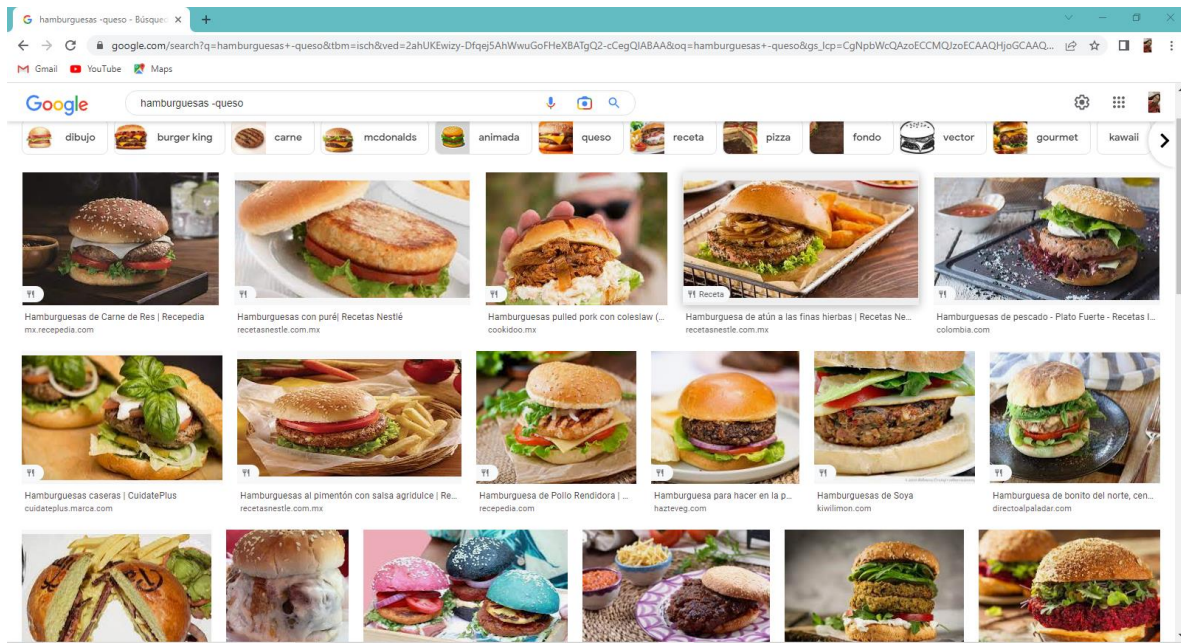 hamburguesas -queso - Búsqued
google.com/search?q=hamburguesas+-queso&tbm=isch&ved=2ahUKEwizy-Dfqej5AhWwuGoFHeXBATgQ2-cCegQIABAA&oq=hamburguesas+-queso&gs_lcp=CgNpbWcQAzoECCMQJzoECAAQHjoGCAAQ...
Gmail YouTube Maps
Google hamburguesas -queso
dibujo burger king carne mcdonalds animada queso receta pizza fondo vector gourmet kawaii
Receta
Hamburguesas de Carne de Res | Recepedia
mx.recepedia.com
Hamburguesas con puré| Recetas Nestlé
recetasnestle.com.mx
Hamburguesas pulled pork con coleslaw (...
cookidoo.mx
Hamburguesa de atún a las finas hierbas | Recetas Ne...
recetasnestle.com.mx
Hamburguesas de pescado - Plato Fuerte - Recetas I...
colombia.com
Hamburguesas caseras | CuidatePlus
cuidateplus.marca.com
Hamburguesas al pimentón con salsa agridulce | Re...
recetasnestle.com.mx
Hamburguesa de Pollo Rendidora | ...
recepedia.com
Hamburguesa para hacer en la p...
hazteveg.com
Hamburguesas de Soya
kiwilimon.com
Hamburguesa de bonito del norte, cen...
directoalpaladar.com